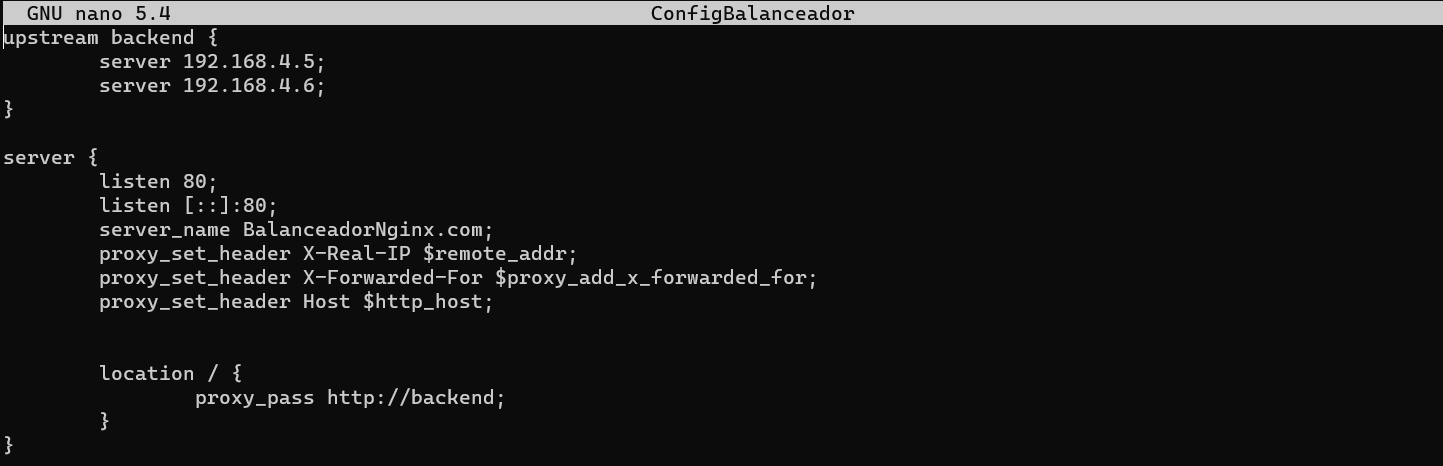 GNU nano 5.4 ConfigBalanceador
upstream backend {
        server 192.168.4.5;
        server 192.168.4.6;
}

server {
        listen 80;
        listen [::]:80;
        server_name BalanceadorNginx.com;
        proxy_set_header X-Real-IP $remote_addr;
        proxy_set_header X-Forwarded-For $proxy_add_x_forwarded_for;
        proxy_set_header Host $http_host;


        location / {
                proxy_pass http://backend;
        }
}